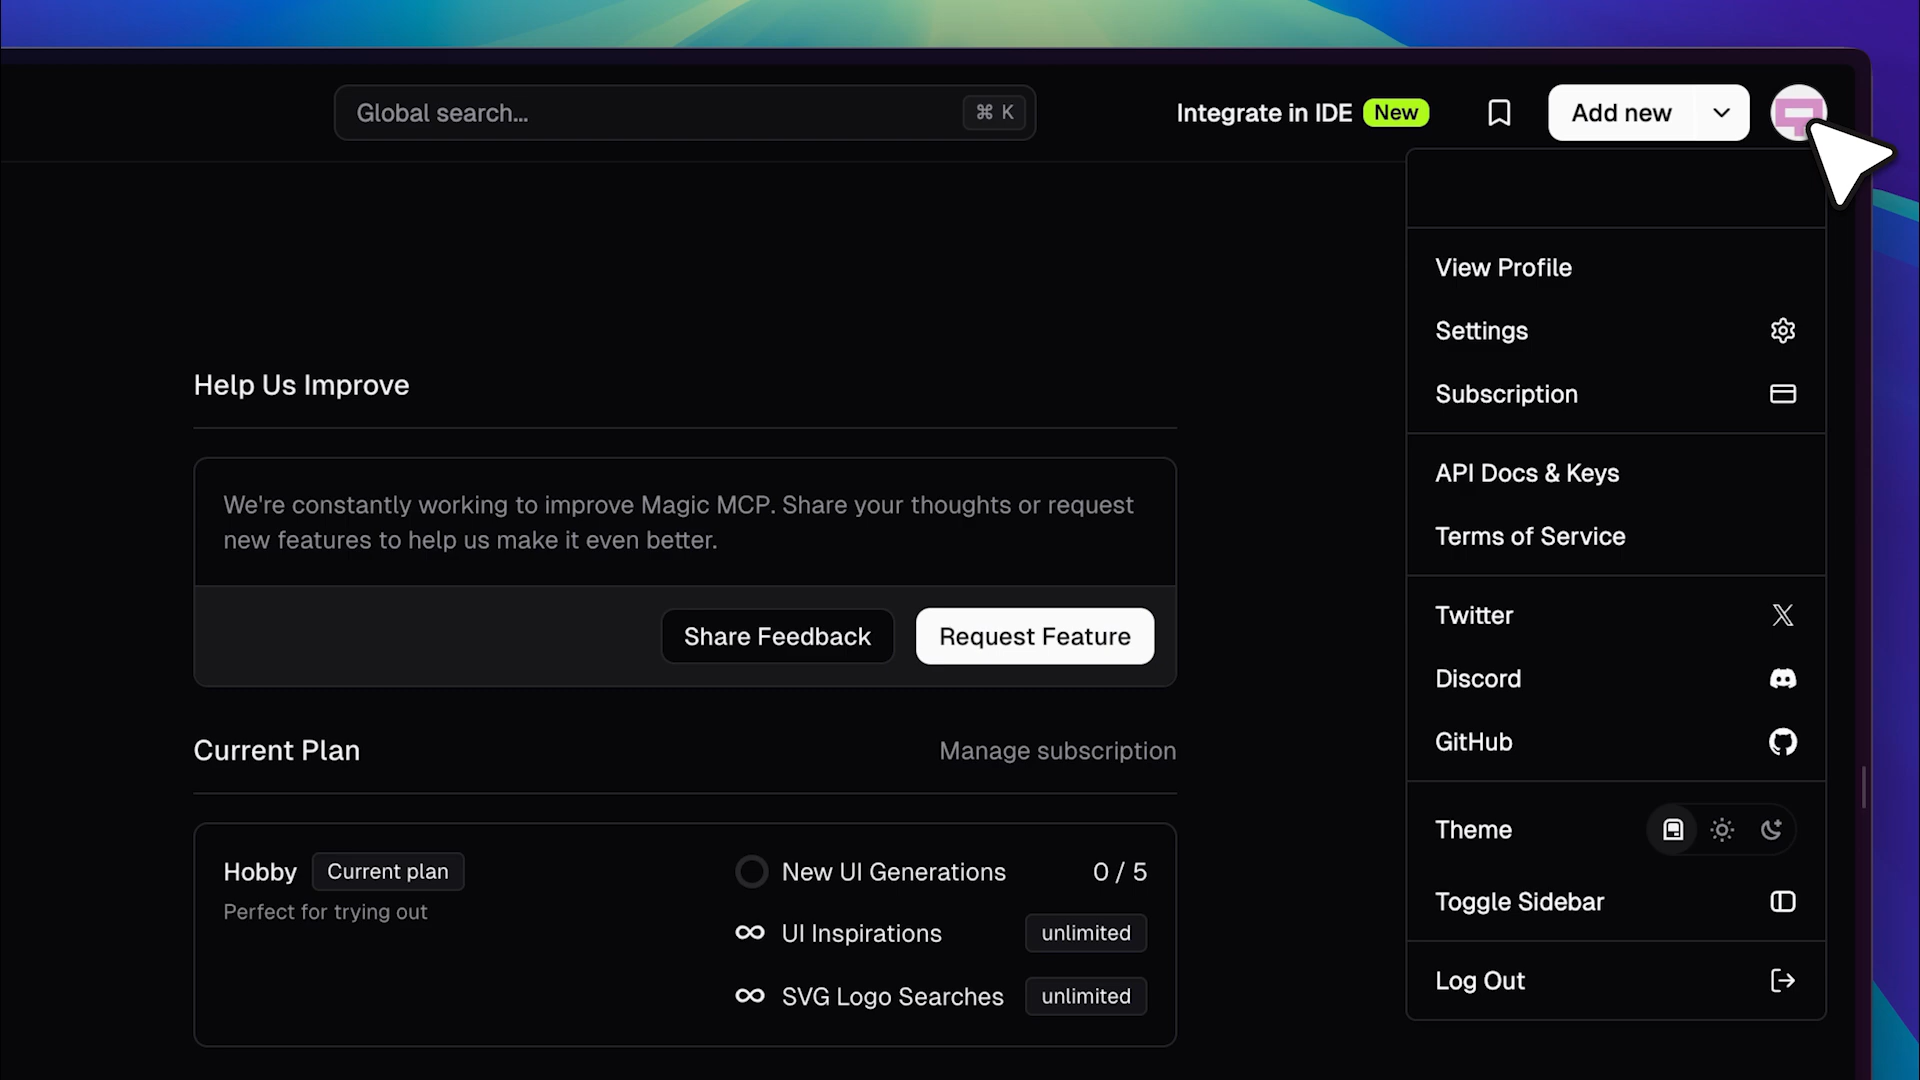 Global search...
⌘ K
Integrate in IDE
New
Add new
View Profile
Settings
Subscription
API Docs & Keys
Terms of Service
Twitter
Discord
GitHub
Theme
Toggle Sidebar
Log Out
Help Us Improve
We're constantly working to improve Magic MCP. Share your thoughts or request
new features to help us make it even better.
Share Feedback
Request Feature
Current Plan
Manage subscription
Hobby
Current plan
Perfect for trying out
New UI Generations
0 / 5
UI Inspirations
unlimited
SVG Logo Searches
unlimited